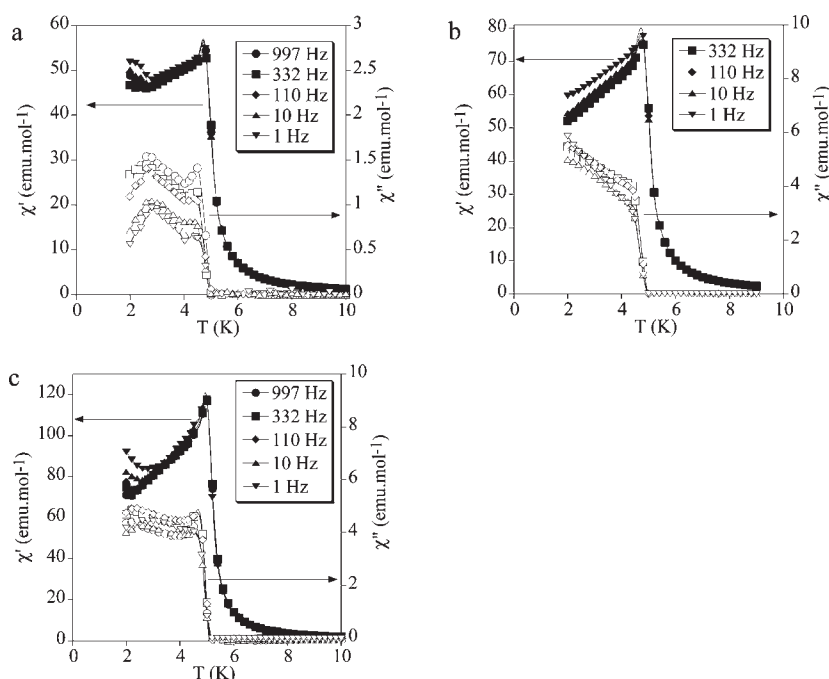 a
60
50
40
30
20
10
0
χ' (emu.mol-1)
997 Hz
332 Hz
110 Hz
10 Hz
1 Hz
3
2.5
2
1.5
1
0.5
0
χ" (emu.mol-1)
0 2 4 6 8 10
T (K)
b
80
70
60
50
40
30
20
10
0
χ' (emu.mol-1)
332 Hz
110 Hz
10 Hz
1 Hz
10
8
6
4
2
0
χ" (emu.mol-1)
0 2 4 6 8 10
T (K)
c
120
100
80
60
40
20
0
χ' (emu.mol-1)
997 Hz
332 Hz
110 Hz
10 Hz
1 Hz
10
8
6
4
2
0
χ" (emu.mol-1)
0 2 4 6 8 10
T (K)